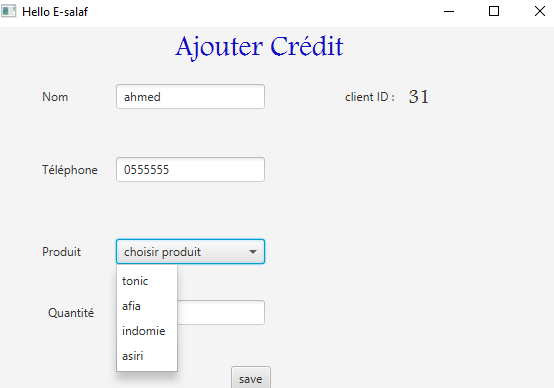 Hello E-salaf
Ajouter Crédit
Nom ahmed client ID : 31
Téléphone 0555555
Produit choisir produit
tonic
afia
Quantité
indomie
asiri
save